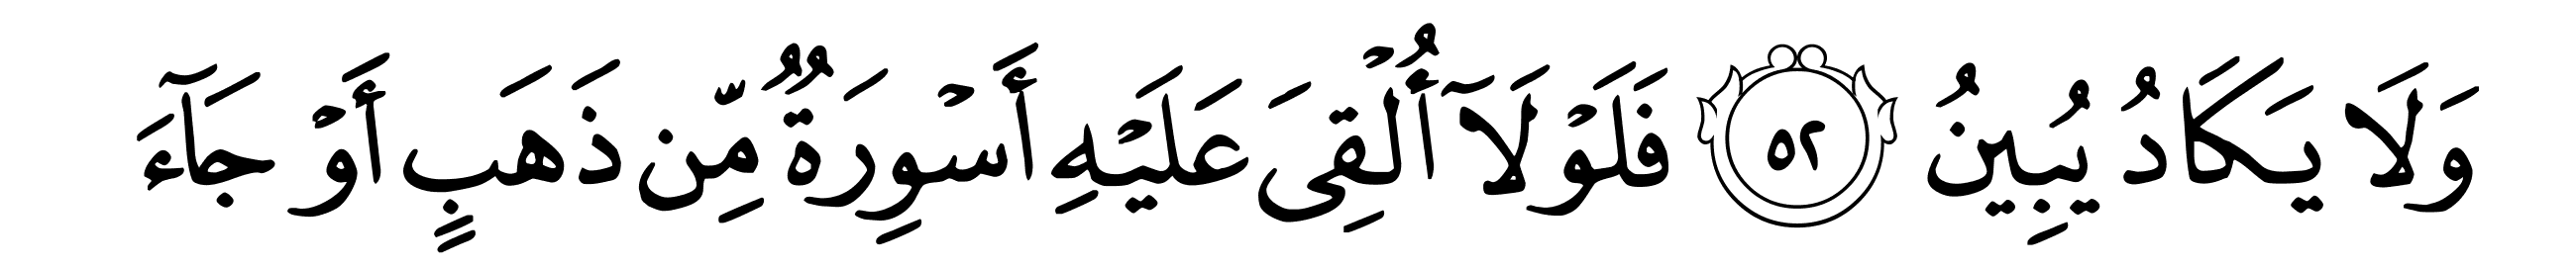 وَلَا يَكَادُ يُبِينُ ٥٢ فَلَوْلَآ أُلْقِىَ عَلَيْهِ أَسْوِرَةٌ مِّن ذَهَبٍ أَوْ جَآءَ